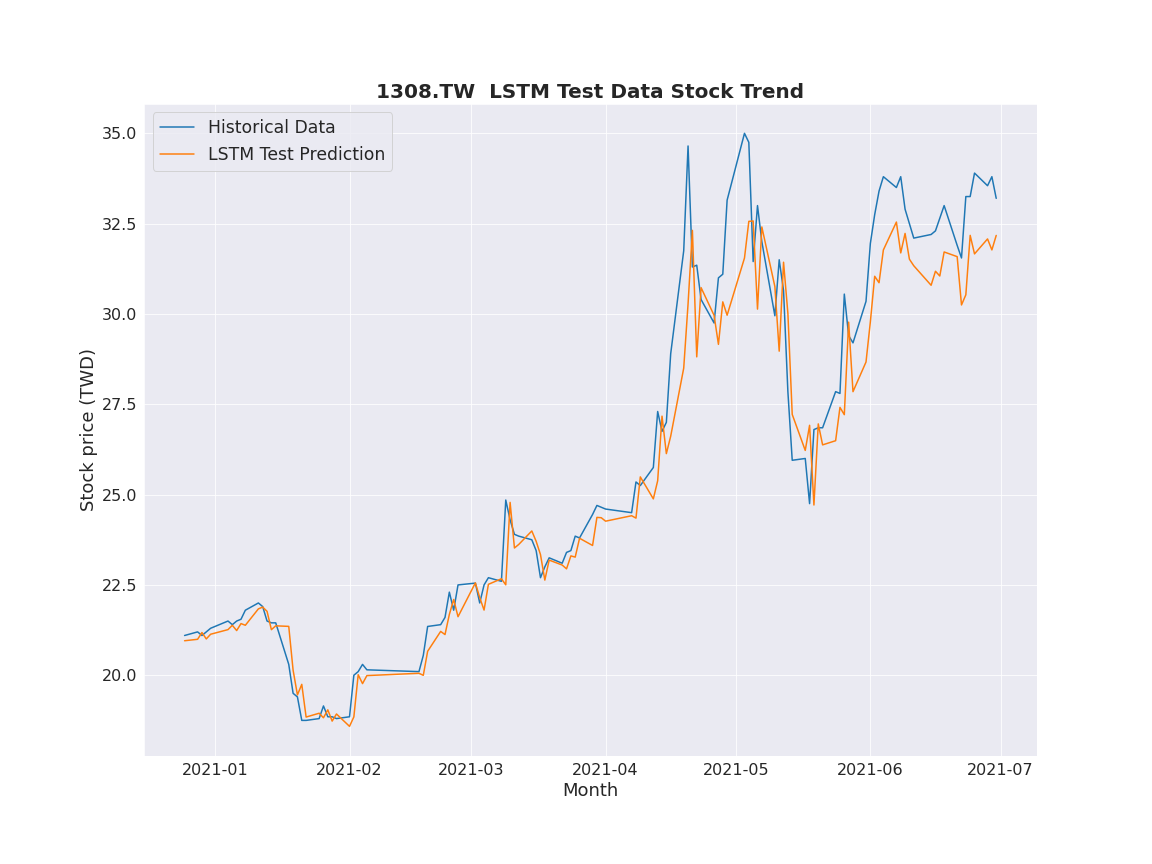 1308.TW  LSTM Test Data Stock Trend
Historical Data
LSTM Test Prediction
Stock price (TWD)
35.0
32.5
30.0
27.5
25.0
22.5
20.0
2021-01 2021-02 2021-03 2021-04 2021-05 2021-06 2021-07
Month